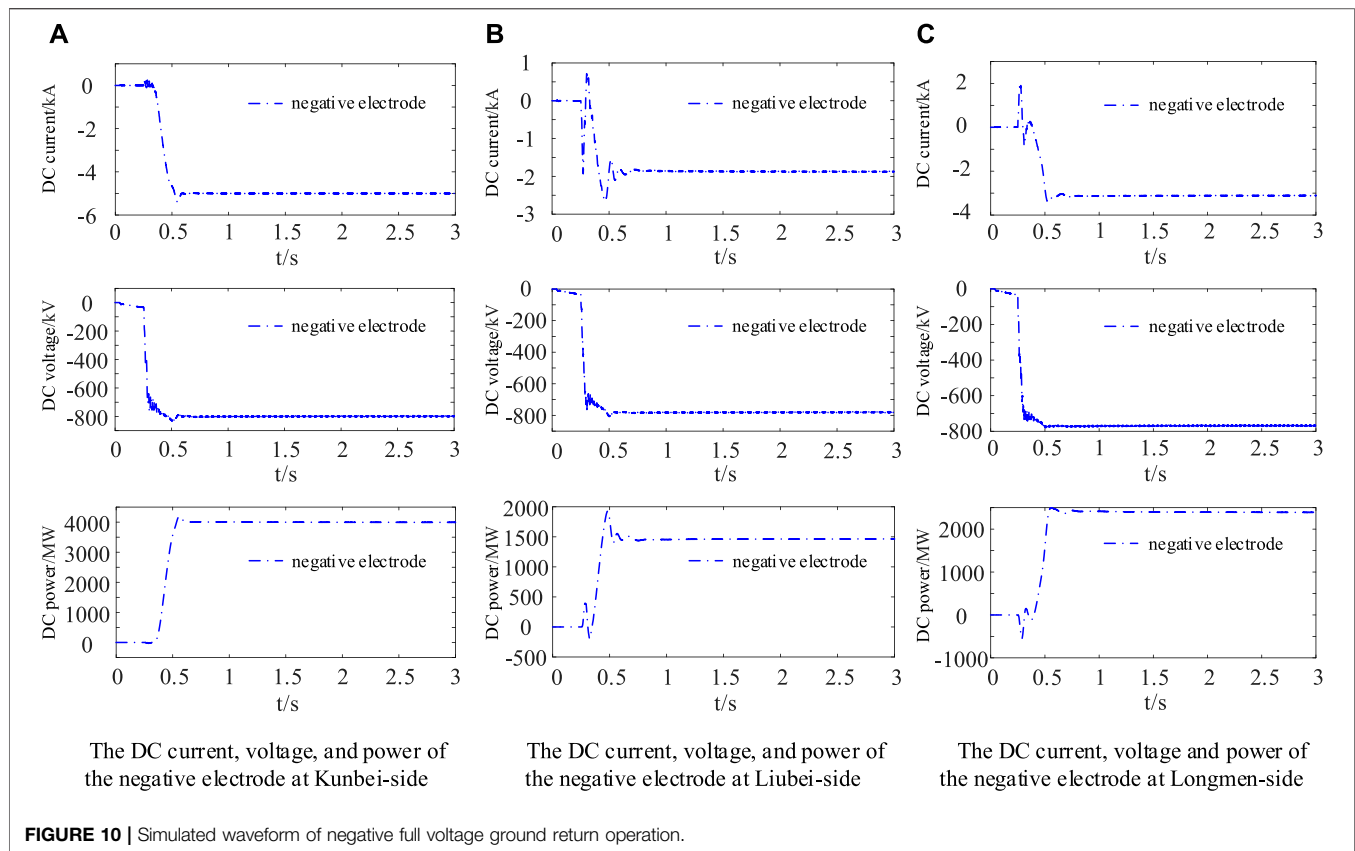 A
DC current/kA
0
-2
-4
-6
negative electrode
0 0.5 1 1.5 2 2.5 3
t/s
DC voltage/kV
0
-200
-400
-600
-800
negative electrode
0 0.5 1 1.5 2 2.5 3
t/s
DC power/MW
4000
3000
2000
1000
0
negative electrode
0 0.5 1 1.5 2 2.5 3
t/s
The DC current, voltage, and power of
the negative electrode at Kunbei-side
B
DC current/kA
1
0
-1
-2
-3
negative electrode
0 0.5 1 1.5 2 2.5 3
t/s
DC voltage/kV
0
-200
-400
-600
-800
negative electrode
0 0.5 1 1.5 2 2.5 3
t/s
DC power/MW
2000
1500
1000
500
0
-500
negative electrode
0 0.5 1 1.5 2 2.5 3
t/s
The DC current, voltage, and power of
the negative electrode at Liubei-side
C
DC current/kA
2
0
-2
-4
negative electrode
0 0.5 1 1.5 2 2.5 3
t/s
DC voltage/kV
0
-200
-400
-600
-800
negative electrode
0 0.5 1 1.5 2 2.5 3
t/s
DC power/MW
2000
1000
0
-1000
negative electrode
0 0.5 1 1.5 2 2.5 3
t/s
The DC current, voltage and power of
the negative electrode at Longmen-side
FIGURE 10 | Simulated waveform of negative full voltage ground return operation.